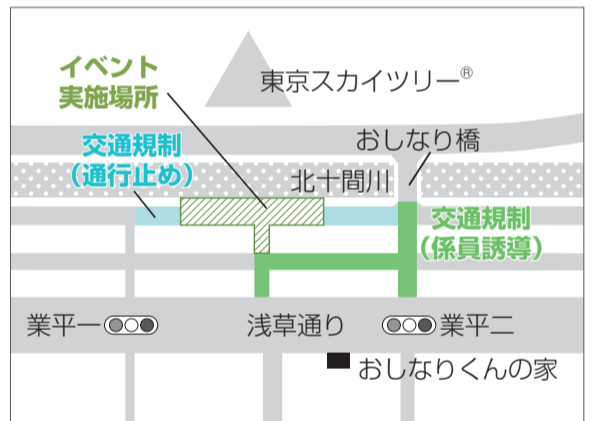 イベント
実施場所
東京スカイツリー®
交通規制
(通行止め)
おしなり橋
北十間川
交通規制
(係員誘導)
業平一
浅草通り
業平二
おしなりくんの家